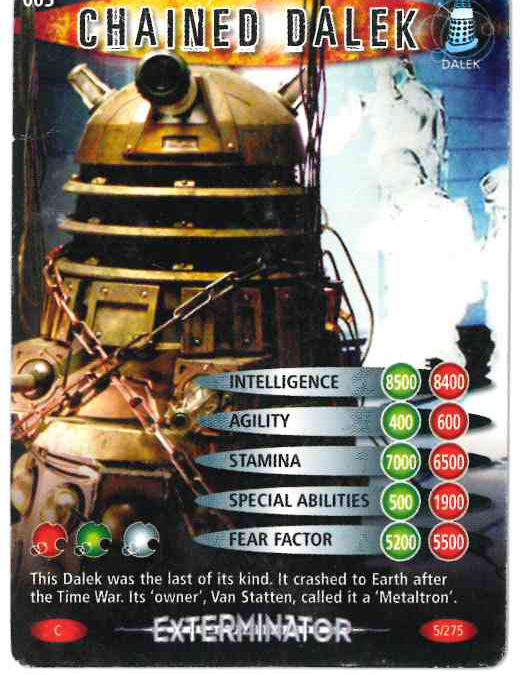 005
CHAINED DALEK
DALEK
INTELLIGENCE 8500 8400
AGILITY 400 600
STAMINA 7000 6500
SPECIAL ABILITIES 500 1900
FEAR FACTOR 5200 5500
This Dalek was the last of its kind. It crashed to Earth after
the Time War. Its 'owner', Van Statten, called it a 'Metaltron'.
C EXTERMINATOR 5/275